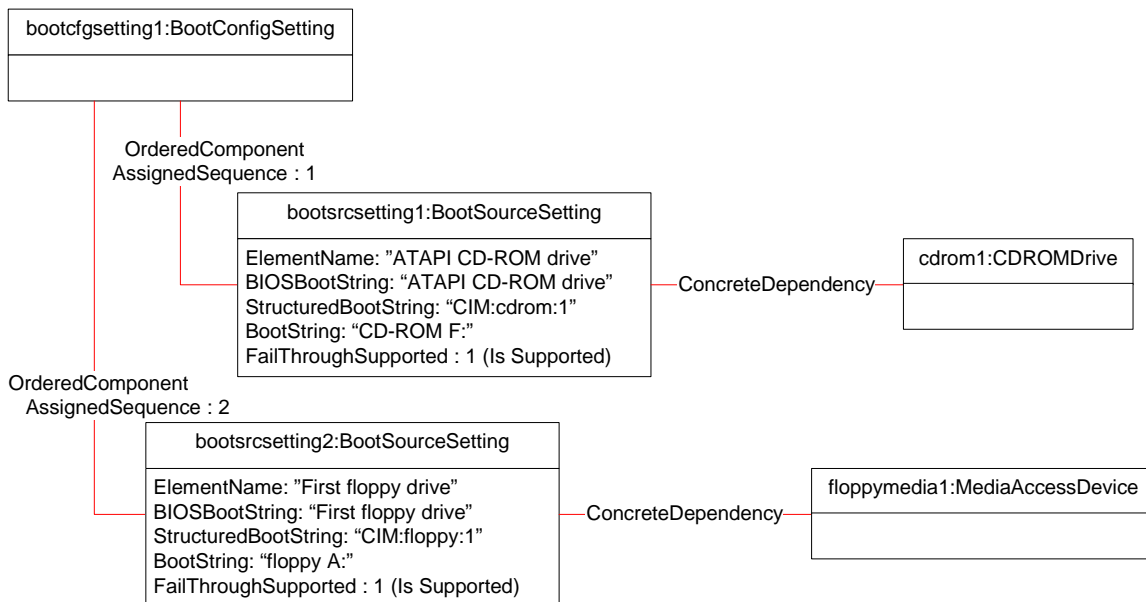 bootcfgsetting1:BootConfigSetting
OrderedComponent
AssignedSequence : 1
bootsrcsetting1:BootSourceSetting
ElementName: ”ATAPI CD-ROM drive”
BIOSBootString: “ATAPI CD-ROM drive”
StructuredBootString: “CIM:cdrom:1”
BootString: “CD-ROM F:”
FailThroughSupported : 1 (Is Supported)
ConcreteDependency
cdrom1:CDROMDrive
OrderedComponent
AssignedSequence : 2
bootsrcsetting2:BootSourceSetting
ElementName: ”First floppy drive”
BIOSBootString: “First floppy drive”
StructuredBootString: “CIM:floppy:1”
BootString: “floppy A:”
FailThroughSupported : 1 (Is Supported)
ConcreteDependency
floppymedia1:MediaAccessDevice